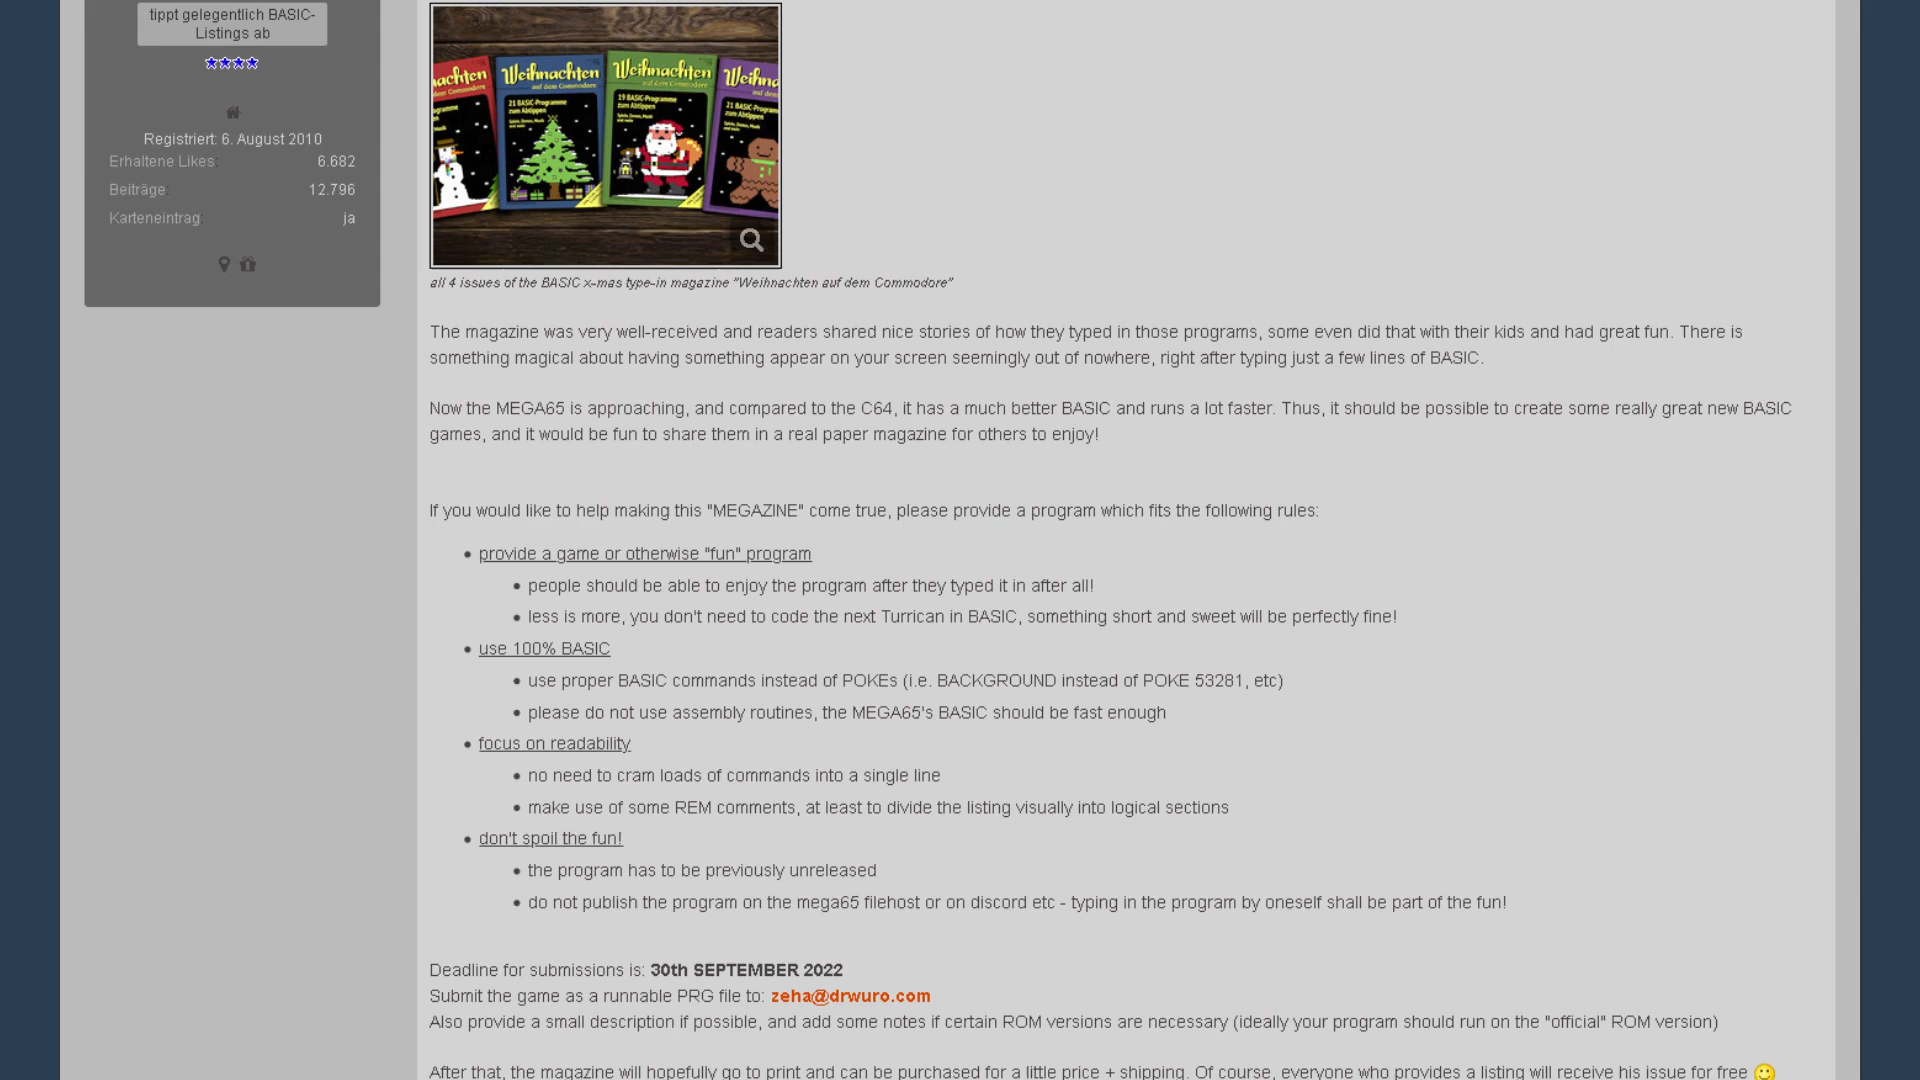 tippt gelegentlich BASIC-
Listings ab
Registriert: 6. August 2010
Erhaltene Likes: 6.682
Beiträge: 12.796
Karteneintrag: ja
Weihnachten
auf dem Commodore
21 BASIC-Programme
zum Abtippen
Weihnachten
auf dem Commodore
19 BASIC-Programme
zum Abtippen
all 4 issues of the BASIC x-mas type-in magazine "Weihnachten auf dem Commodore"
The magazine was very well-received and readers shared nice stories of how they typed in those programs, some even did that with their kids and had great fun. There is
something magical about having something appear on your screen seemingly out of nowhere, right after typing just a few lines of BASIC.
Now the MEGA65 is approaching, and compared to the C64, it has a much better BASIC and runs a lot faster. Thus, it should be possible to create some really great new BASIC
games, and it would be fun to share them in a real paper magazine for others to enjoy!
If you would like to help making this "MEGAZINE" come true, please provide a program which fits the following rules:
• provide a game or otherwise "fun" program
• people should be able to enjoy the program after they typed it in after all!
• less is more, you don't need to code the next Turrican in BASIC, something short and sweet will be perfectly fine!
• use 100% BASIC
• use proper BASIC commands instead of POKEs (i.e. BACKGROUND instead of POKE 53281, etc)
• please do not use assembly routines, the MEGA65's BASIC should be fast enough
• focus on readability
• no need to cram loads of commands into a single line
• make use of some REM comments, at least to divide the listing visually into logical sections
• don't spoil the fun!
• the program has to be previously unreleased
• do not publish the program on the mega65 filehost or on discord etc - typing in the program by oneself shall be part of the fun!
Deadline for submissions is: 30th SEPTEMBER 2022
Submit the game as a runnable PRG file to: zeha@drwuro.com
Also provide a small description if possible, and add some notes if certain ROM versions are necessary (ideally your program should run on the "official" ROM version)
After that, the magazine will hopefully go to print and can be purchased for a little price + shipping. Of course, everyone who provides a listing will receive his issue for free